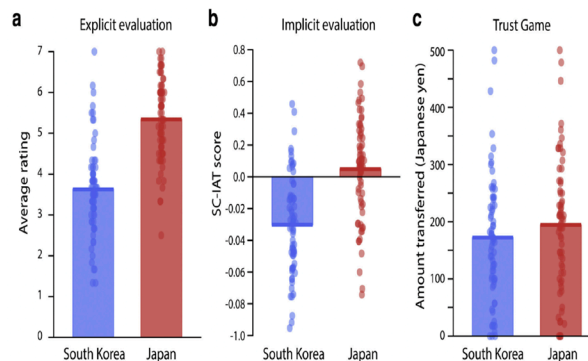 a Explicit evaluation
Average rating
7
6
5
4
3
2
1
0
South Korea Japan
b Implicit evaluation
SC-IAT score
0.8
0.6
0.4
0.2
0.0
-0.02
-0.04
-0.06
-0.08
-1.0
South Korea Japan
c Trust Game
Amount transferred (Japanese yen)
500
400
300
200
100
0
South Korea Japan